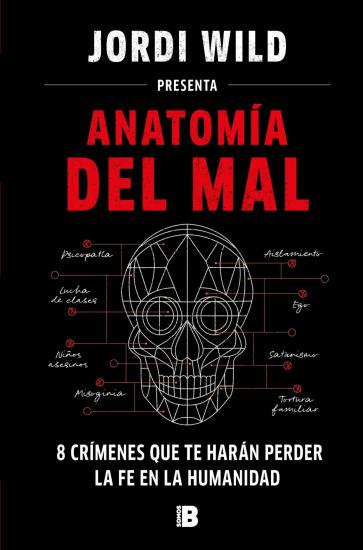 JORDI WILD
PRESENTA
ANATOMÍA
DEL MAL
Psicopatía
Aislamiento
Lucha
de clases
Ego
Niños
asesinos
Satanismo
Misoginia
Tortura
familiar
8 CRÍMENES QUE TE HARÁN PERDER
LA FE EN LA HUMANIDAD
SOMOS
B